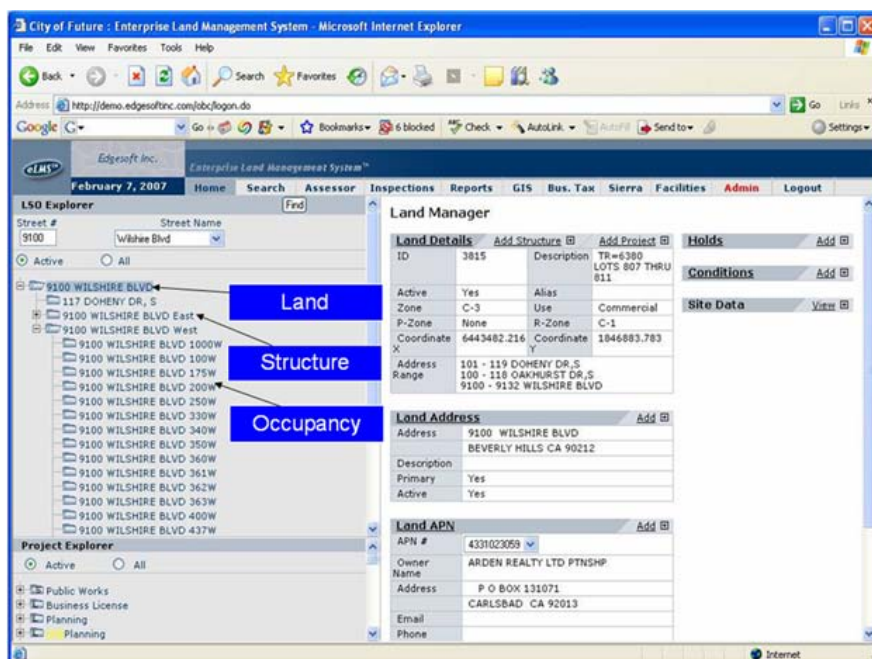 City of Future : Enterprise Land Management System - Microsoft Internet Explorer
File Edit View Favorites Tools Help
Back Search Favorites
Address http://demo.edgesoftinc.com/obc/logon.do Go Links
Google G Go Bookmarks 6 blocked Check AutoLink AutoFill Send to Settings
eLMS™ Edgesoft Inc. Enterprise Land Management System™
February 7, 2007 Home Search Assessor Inspections Reports GIS Bus. Tax Sierra Facilities Admin Logout
LSO Explorer Find
Street # Street Name
9100 Wilshire Blvd
Active All
9100 WILSHIRE BLVD
117 DOHENY DR, S
9100 WILSHIRE BLVD East
9100 WILSHIRE BLVD West
9100 WILSHIRE BLVD 1000W
9100 WILSHIRE BLVD 100W
9100 WILSHIRE BLVD 175W
9100 WILSHIRE BLVD 200W
9100 WILSHIRE BLVD 250W
9100 WILSHIRE BLVD 330W
9100 WILSHIRE BLVD 340W
9100 WILSHIRE BLVD 350W
9100 WILSHIRE BLVD 360W
9100 WILSHIRE BLVD 361W
9100 WILSHIRE BLVD 362W
9100 WILSHIRE BLVD 363W
9100 WILSHIRE BLVD 400W
9100 WILSHIRE BLVD 437W
Land
Structure
Occupancy
Project Explorer
Active All
Public Works
Business License
Planning
Planning
Land Manager
Land Details Add Structure Add Project
ID 3815 Description TR=6380
LOTS 807 THRU
811
Active Yes Alias
Zone C-3 Use Commercial
P-Zone None R-Zone C-1
Coordinate X 6443482.216 Coordinate Y 1846883.783
Address Range 101 - 119 DOHENY DR,S
100 - 118 OAKHURST DR,S
9100 - 9132 WILSHIRE BLVD
Holds Add
Conditions Add
Site Data View
Land Address Add
Address 9100 WILSHIRE BLVD
BEVERLY HILLS CA 90212
Description
Primary Yes
Active Yes
Land APN Add
APN # 4331023059
Owner Name ARDEN REALTY LTD PTNSHP
Address P O BOX 131071
CARLSBAD CA 92013
Email
Phone
Internet